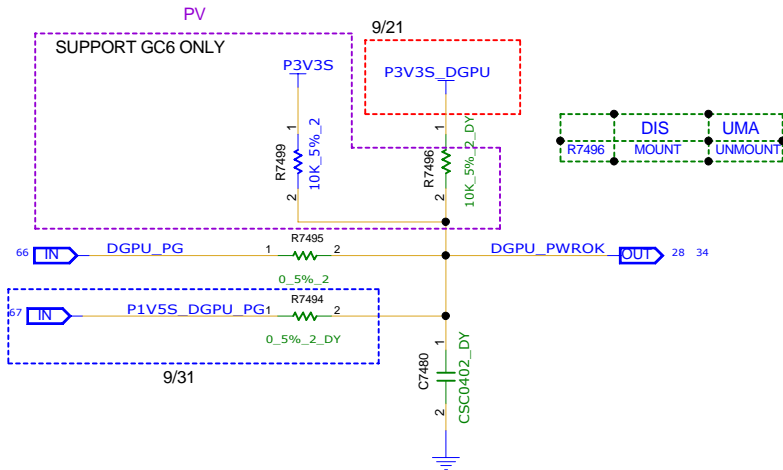 PV
9/21
SUPPORT GC6 ONLY
P3V3S
P3V3S_DGPU
1
R7499
10K_5%_2
2
1
R7496
10K_5%_2_DY
2
DIS
UMA
R7496
MOUNT
UNMOUNT
66
IN
DGPU_PG
1
R7495
2
0_5%_2
DGPU_PWROK
OUT
28
34
67
IN
P1V5S_DGPU_PG
1
R7494
2
0_5%_2_DY
9/31
1
C7480
CSC0402_DY
2